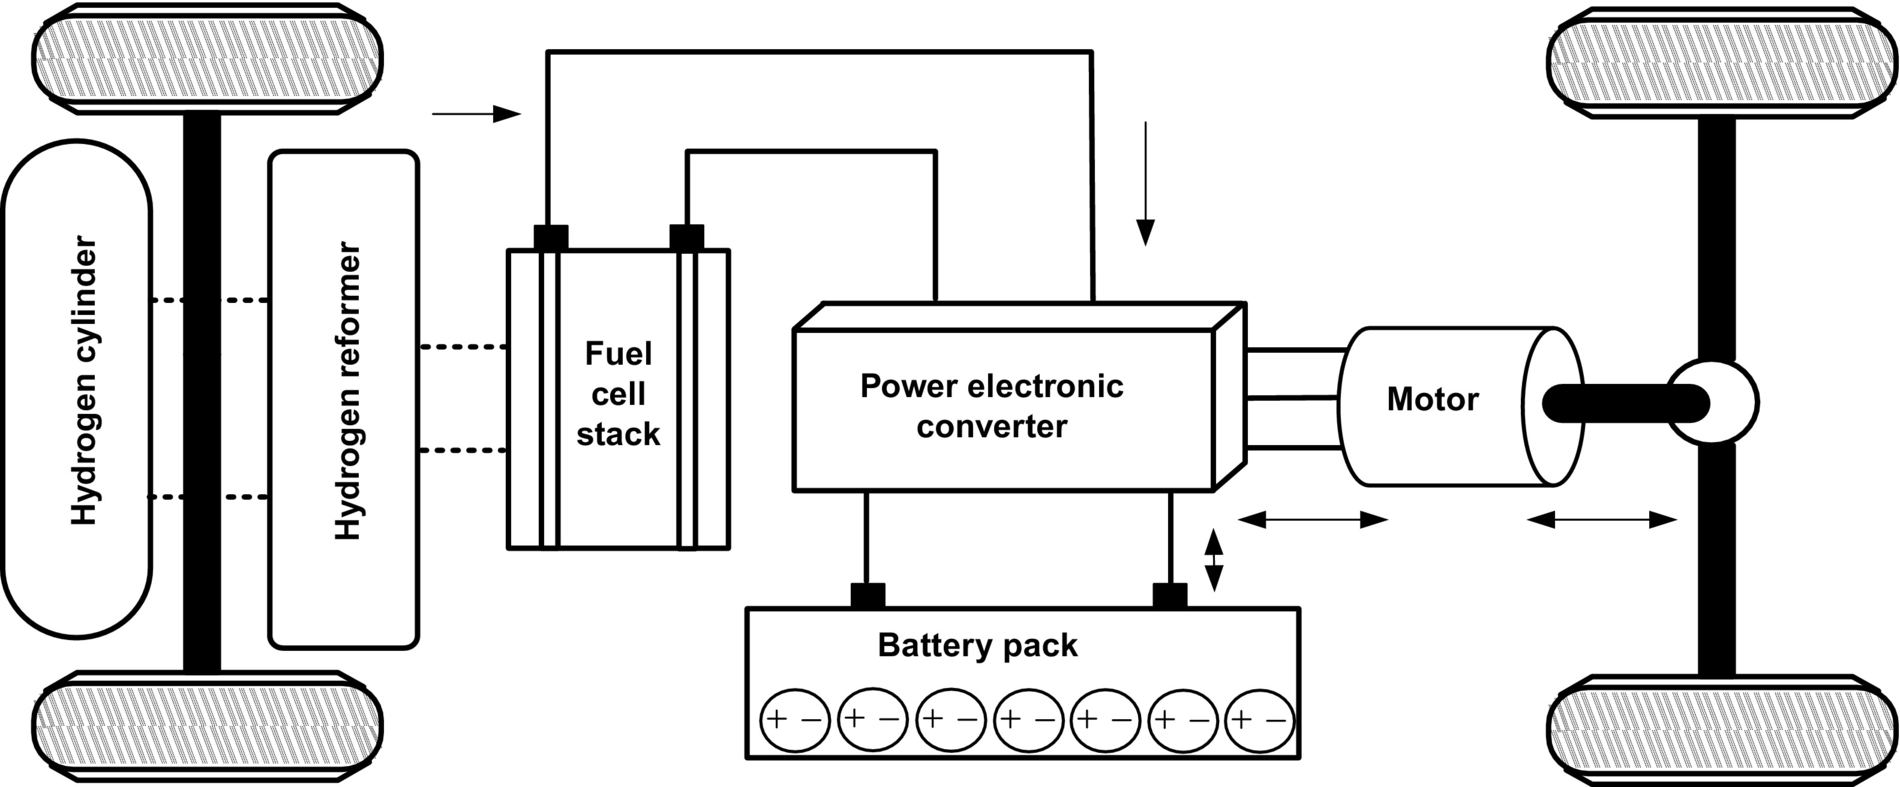 Hydrogen cylinder
Hydrogen reformer
Fuel
cell
stack
Power electronic
converter
Motor
Battery pack
+ − + − + − + − + − + − + −